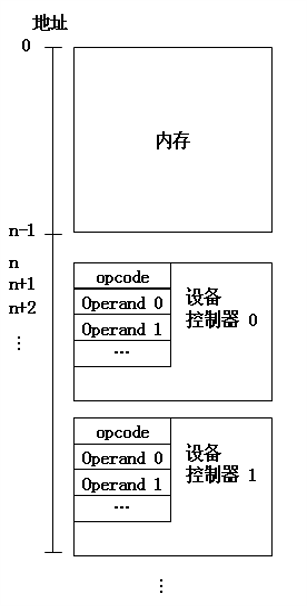 地址
0
内存
n-1
n
n+1
n+2
⋮
opcode
Operand 0
Operand 1
…
设备
控制器 0
opcode
Operand 0
Operand 1
…
设备
控制器 1
⋮